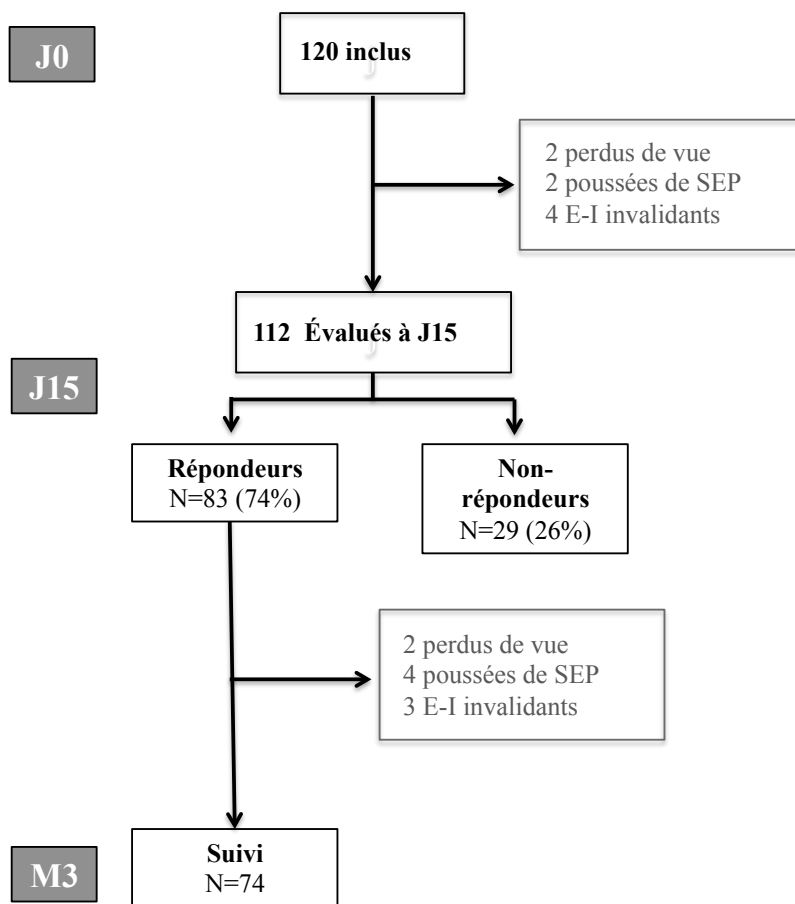 J0
120 inclus
2 perdus de vue
2 poussées de SEP
4 E-I invalidants
112 Évalués à J15
J15
Répondeurs
N=83 (74%)
Non-
répondeurs
N=29 (26%)
2 perdus de vue
4 poussées de SEP
3 E-I invalidants
M3
Suivi
N=74